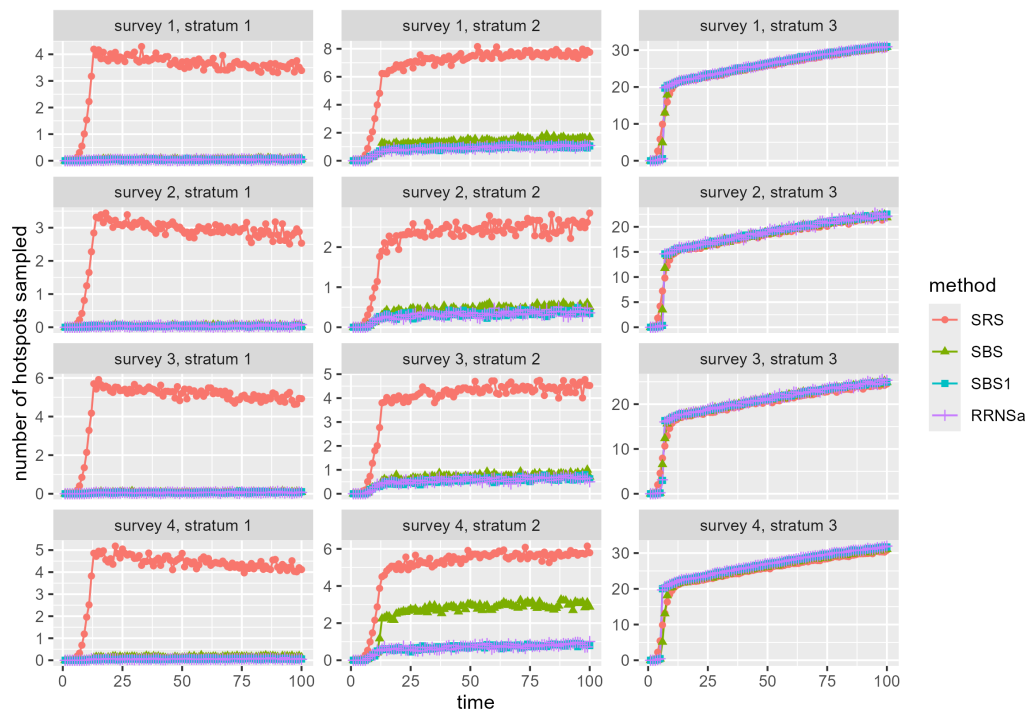 survey 1, stratum 1
survey 1, stratum 2
survey 1, stratum 3
4
3
2
1
0
8
6
4
2
0
30
20
10
0
survey 2, stratum 1
survey 2, stratum 2
survey 2, stratum 3
3
2
1
0
2
1
0
20
15
10
5
0
survey 3, stratum 1
survey 3, stratum 2
survey 3, stratum 3
6
4
2
0
5
4
3
2
1
0
20
10
0
survey 4, stratum 1
survey 4, stratum 2
survey 4, stratum 3
5
4
3
2
1
0
6
4
2
0
30
20
10
0
0 25 50 75 100
0 25 50 75 100
0 25 50 75 100
time
number of hotspots sampled
method
SRS
SBS
SBS1
RRNSa